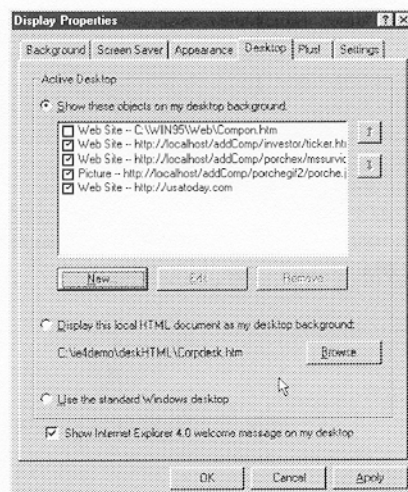 Display Properties
Background Screen Saver Appearance Desktop Plus! Settings
Active Desktop
Show these objects on my desktop background:
Web Site -- C:\WIN95\Web\Compon.htm
Web Site -- http://localhost/addComp/investor/ticker.ht
Web Site -- http://localhost/addComp/porchex/mssurvic
Picture -- http://localhost/addComp/porchegif2/porche.j
Web Site -- http://usatoday.com
New... Edit... Remove
Display this local HTML document as my desktop background:
C:\ie4demo\deskHTML\Corpdesk.htm Browse
Use the standard Windows desktop
Show Internet Explorer 4.0 welcome message on my desktop
OK Cancel Apply